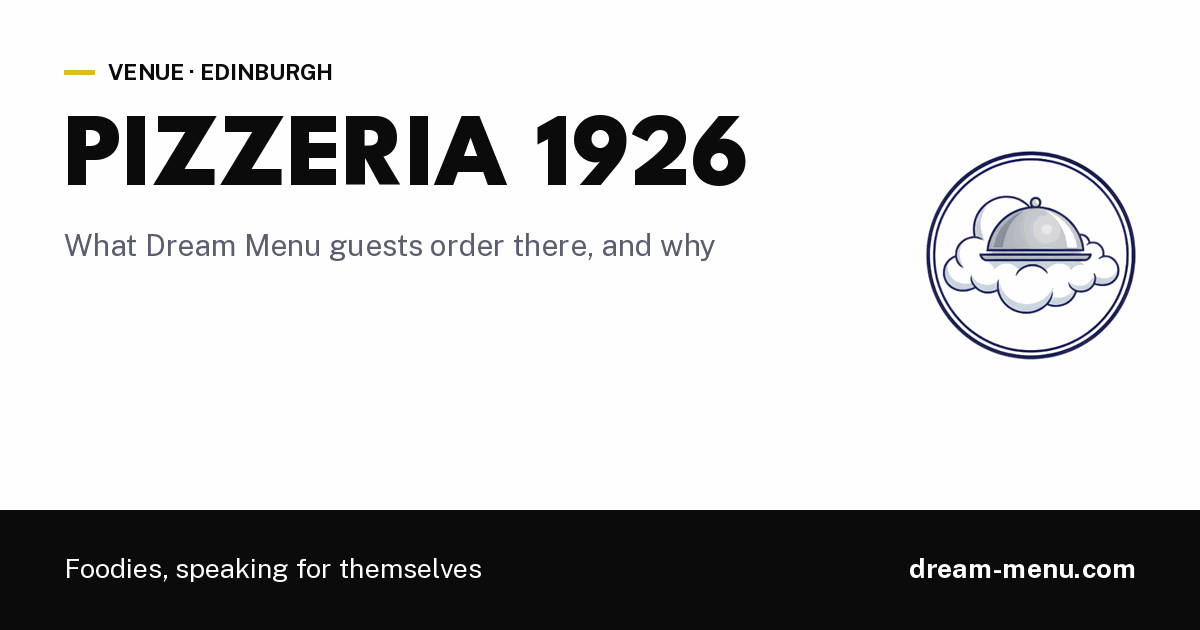 VENUE · EDINBURGH
PIZZERIA 1926
What Dream Menu guests order there, and why
Foodies, speaking for themselves
dream-menu.com